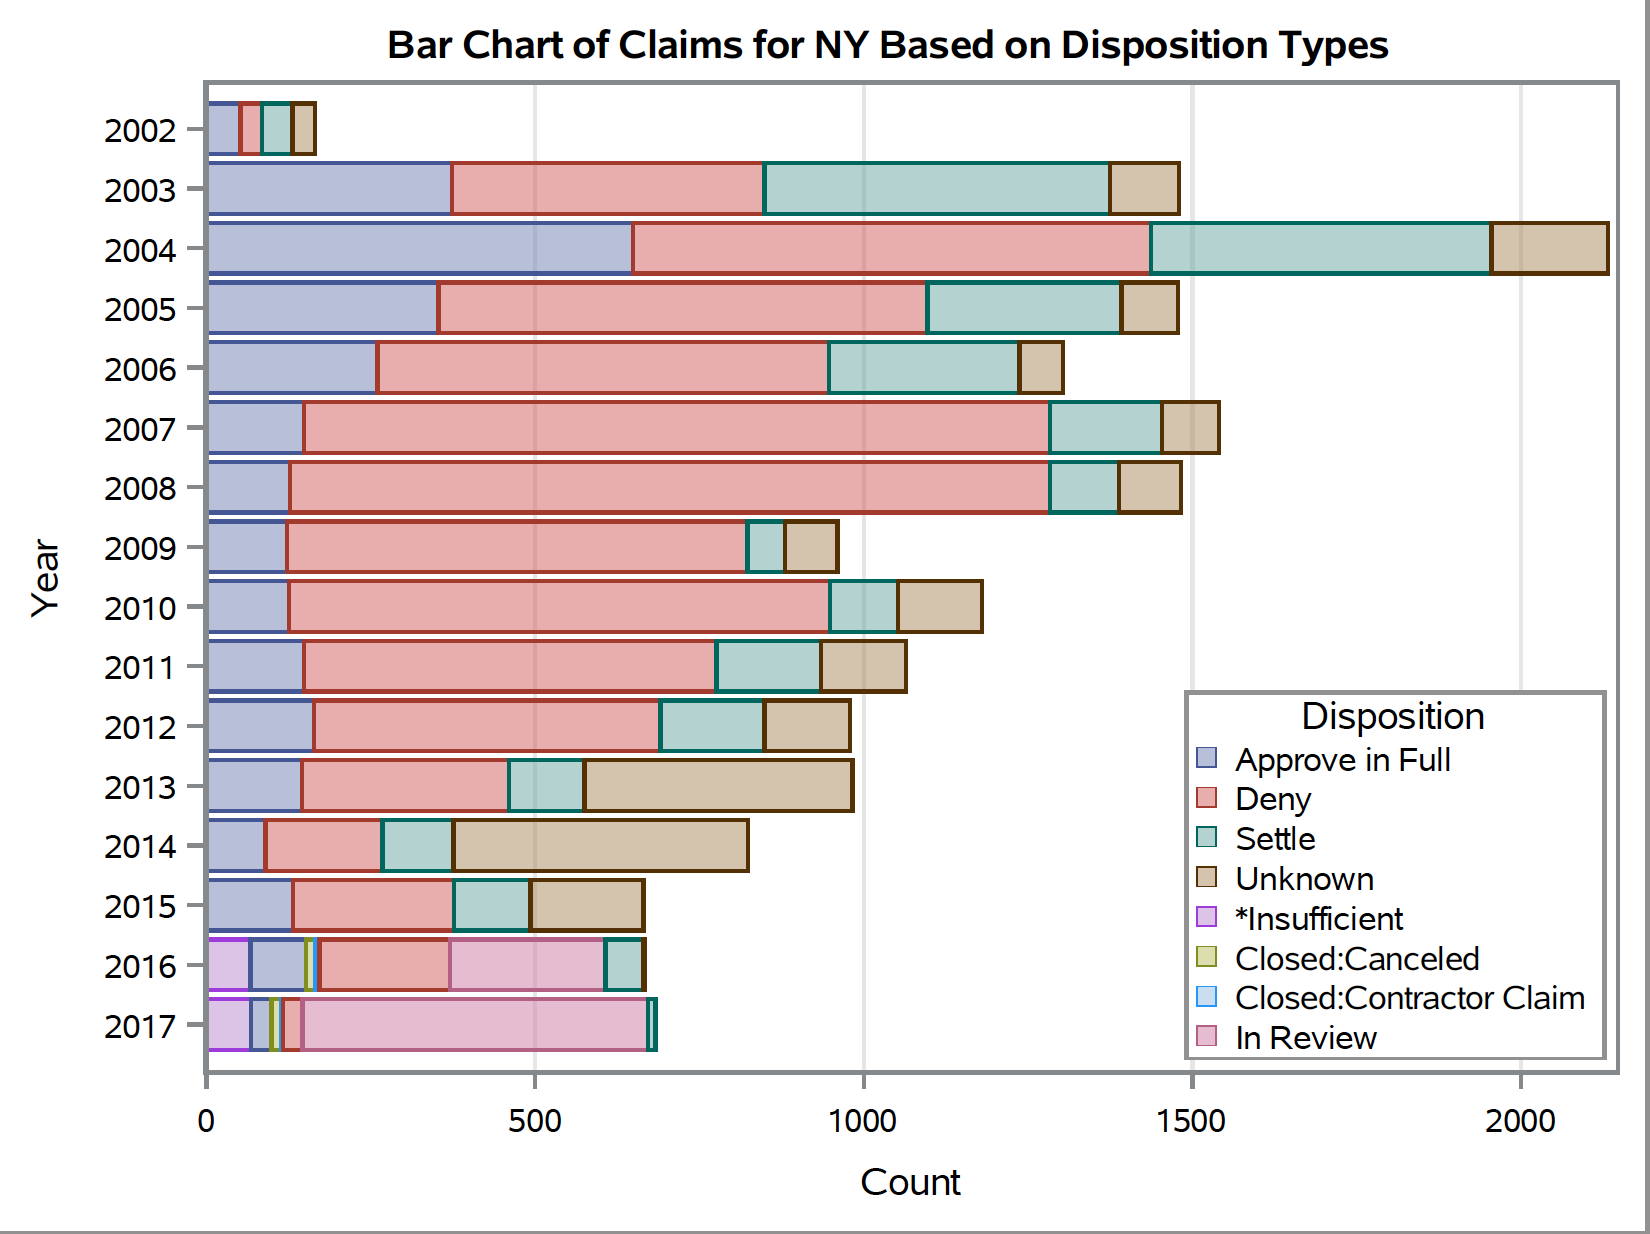 Bar Chart of Claims for NY Based on Disposition Types
2002
2003
2004
2005
2006
2007
2008
2009
2010
2011
2012
2013
2014
2015
2016
2017
Year
Disposition
Approve in Full
Deny
Settle
Unknown
*Insufficient
Closed:Canceled
Closed:Contractor Claim
In Review
0 500 1000 1500 2000
Count